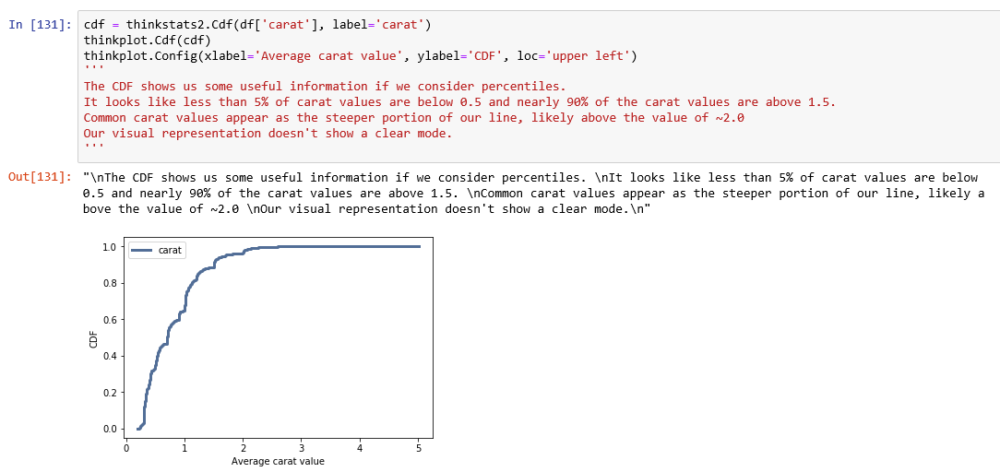 In [131]: cdf = thinkstats2.Cdf(df['carat'], label='carat')
thinkplot.Cdf(cdf)
thinkplot.Config(xlabel='Average carat value', ylabel='CDF', loc='upper left')
'''
The CDF shows us some useful information if we consider percentiles.
It looks like less than 5% of carat values are below 0.5 and nearly 90% of the carat values are above 1.5.
Common carat values appear as the steeper portion of our line, likely above the value of ~2.0
Our visual representation doesn't show a clear mode.
'''
Out[131]: "\nThe CDF shows us some useful information if we consider percentiles. \nIt looks like less than 5% of carat values are below
0.5 and nearly 90% of the carat values are above 1.5. \nCommon carat values appear as the steeper portion of our line, likely a
bove the value of ~2.0 \nOur visual representation doesn't show a clear mode.\n"
carat
1.0
0.8
0.6
0.4
0.2
0.0
CDF
0 1 2 3 4 5
Average carat value